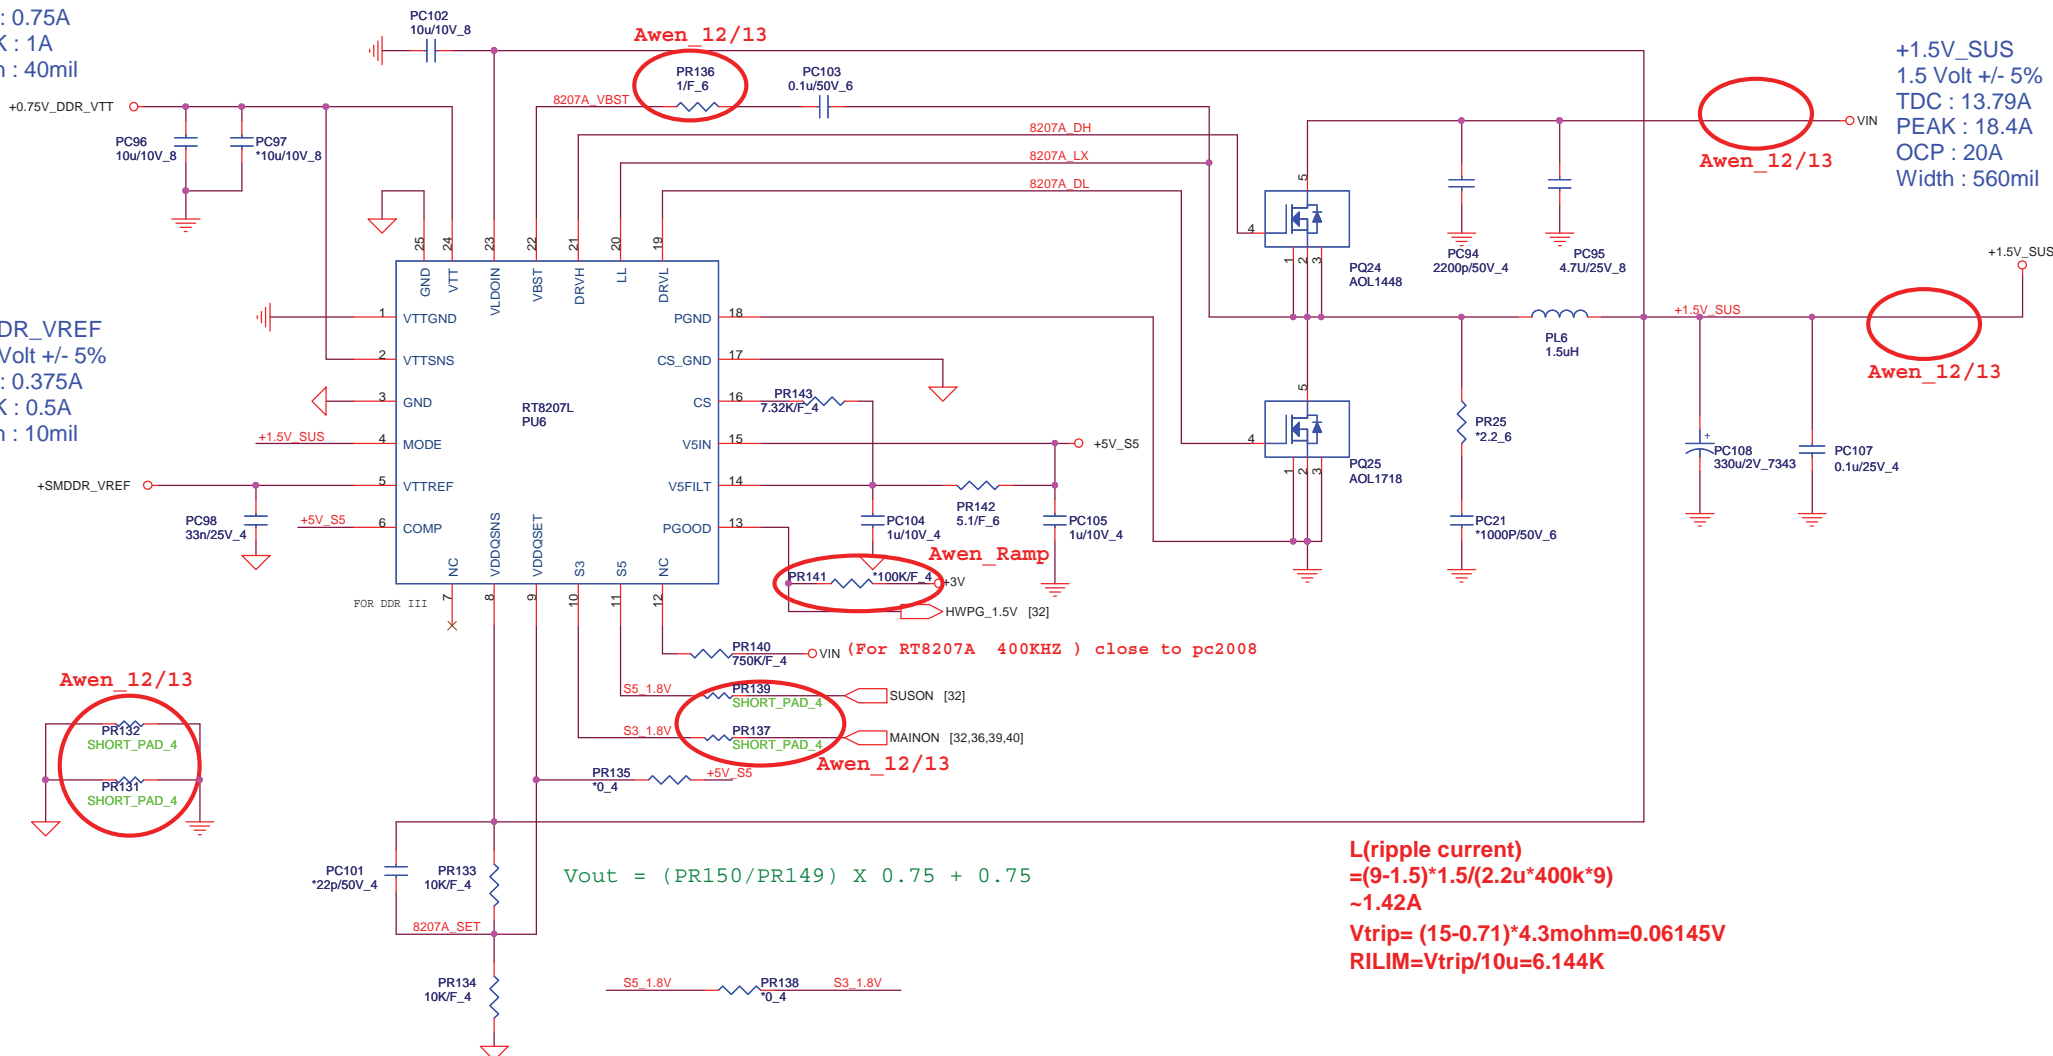 : 0.75A
K : 1A
h : 40mil
PC102
10u/10V_8
Awen_12/13
PR136
1/F_6
PC103
0.1u/50V_6
8207A_VBST
+0.75V_DDR_VTT
PC96
10u/10V_8
PC97
*10u/10V_8
8207A_DH
8207A_LX
8207A_DL
VIN
Awen_12/13
+1.5V_SUS
1.5 Volt +/- 5%
TDC : 13.79A
PEAK : 18.4A
OCP : 20A
Width : 560mil
PC94
2200p/50V_4
PC95
4.7U/25V_8
5
4
1
2
3
PQ24
AOL1448
+1.5V_SUS
+1.5V_SUS
PL6
1.5uH
Awen_12/13
25
24
23
22
21
20
19
GND
VTT
VLDOIN
VBST
DRVH
LL
DRVL
DDR_VREF
Volt +/- 5%
: 0.375A
K : 0.5A
h : 10mil
1
VTTGND
2
VTTSNS
3
GND
+1.5V_SUS
4
MODE
+SMDDR_VREF
5
VTTREF
PC98
33n/25V_4
+5V_S5
6
COMP
RT8207L
PU6
PGND
18
CS_GND
17
CS
16
V5IN
15
V5FILT
14
PGOOD
13
PR143
7.32K/F_4
+5V_S5
PR142
5.1/F_6
PC104
1u/10V_4
PC105
1u/10V_4
5
4
1
2
3
PQ25
AOL1718
PR25
*2.2_6
PC21
*1000P/50V_6
PC108
330u/2V_7343
+
PC107
0.1u/25V_4
NC
VDDQSNS
VDDQSET
S3
S5
NC
7
8
9
10
11
12
FOR DDR III
Awen_Ramp
PR141
*100K/F_4
+3V
HWPG_1.5V [32]
PR140
750K/F_4
VIN
(For RT8207A 400KHZ ) close to pc2008
S5_1.8V
PR139
SHORT_PAD_4
SUSON [32]
S3_1.8V
PR137
SHORT_PAD_4
MAINON [32,36,39,40]
Awen_12/13
Awen_12/13
PR132
SHORT_PAD_4
PR131
SHORT_PAD_4
PR135
*0_4
+5V_S5
PC101
*22p/50V_4
PR133
10K/F_4
Vout = (PR150/PR149) X 0.75 + 0.75
8207A_SET
PR134
10K/F_4
S5_1.8V
PR138
*0_4
S3_1.8V
L(ripple current)
=(9-1.5)*1.5/(2.2u*400k*9)
~1.42A
Vtrip= (15-0.71)*4.3mohm=0.06145V
RILIM=Vtrip/10u=6.144K